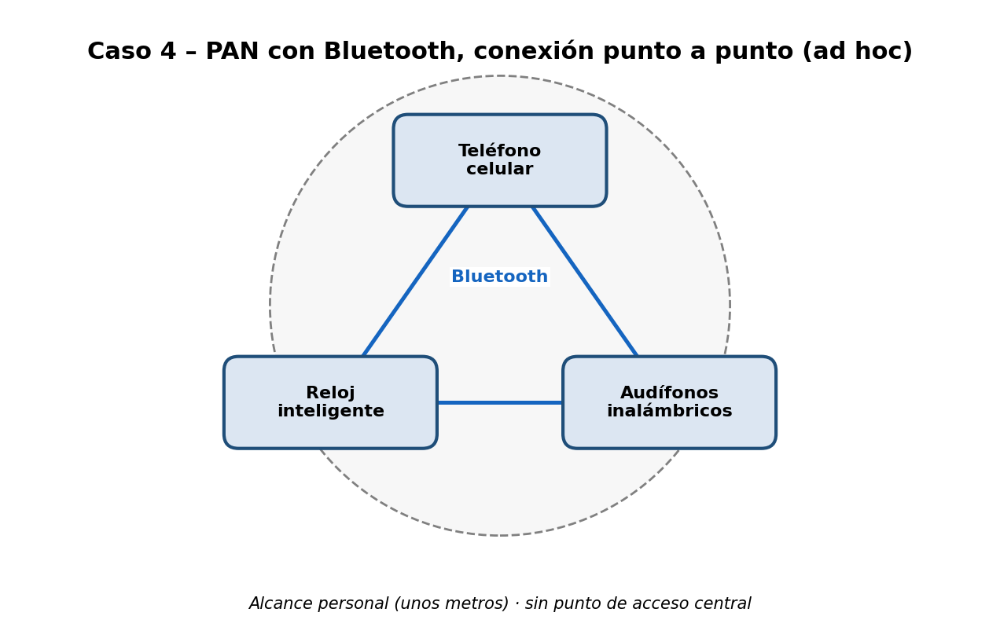 Caso 4 – PAN con Bluetooth, conexión punto a punto (ad hoc)
Teléfono
celular
Bluetooth
Reloj
inteligente
Audífonos
inalámbricos
Alcance personal (unos metros) · sin punto de acceso central